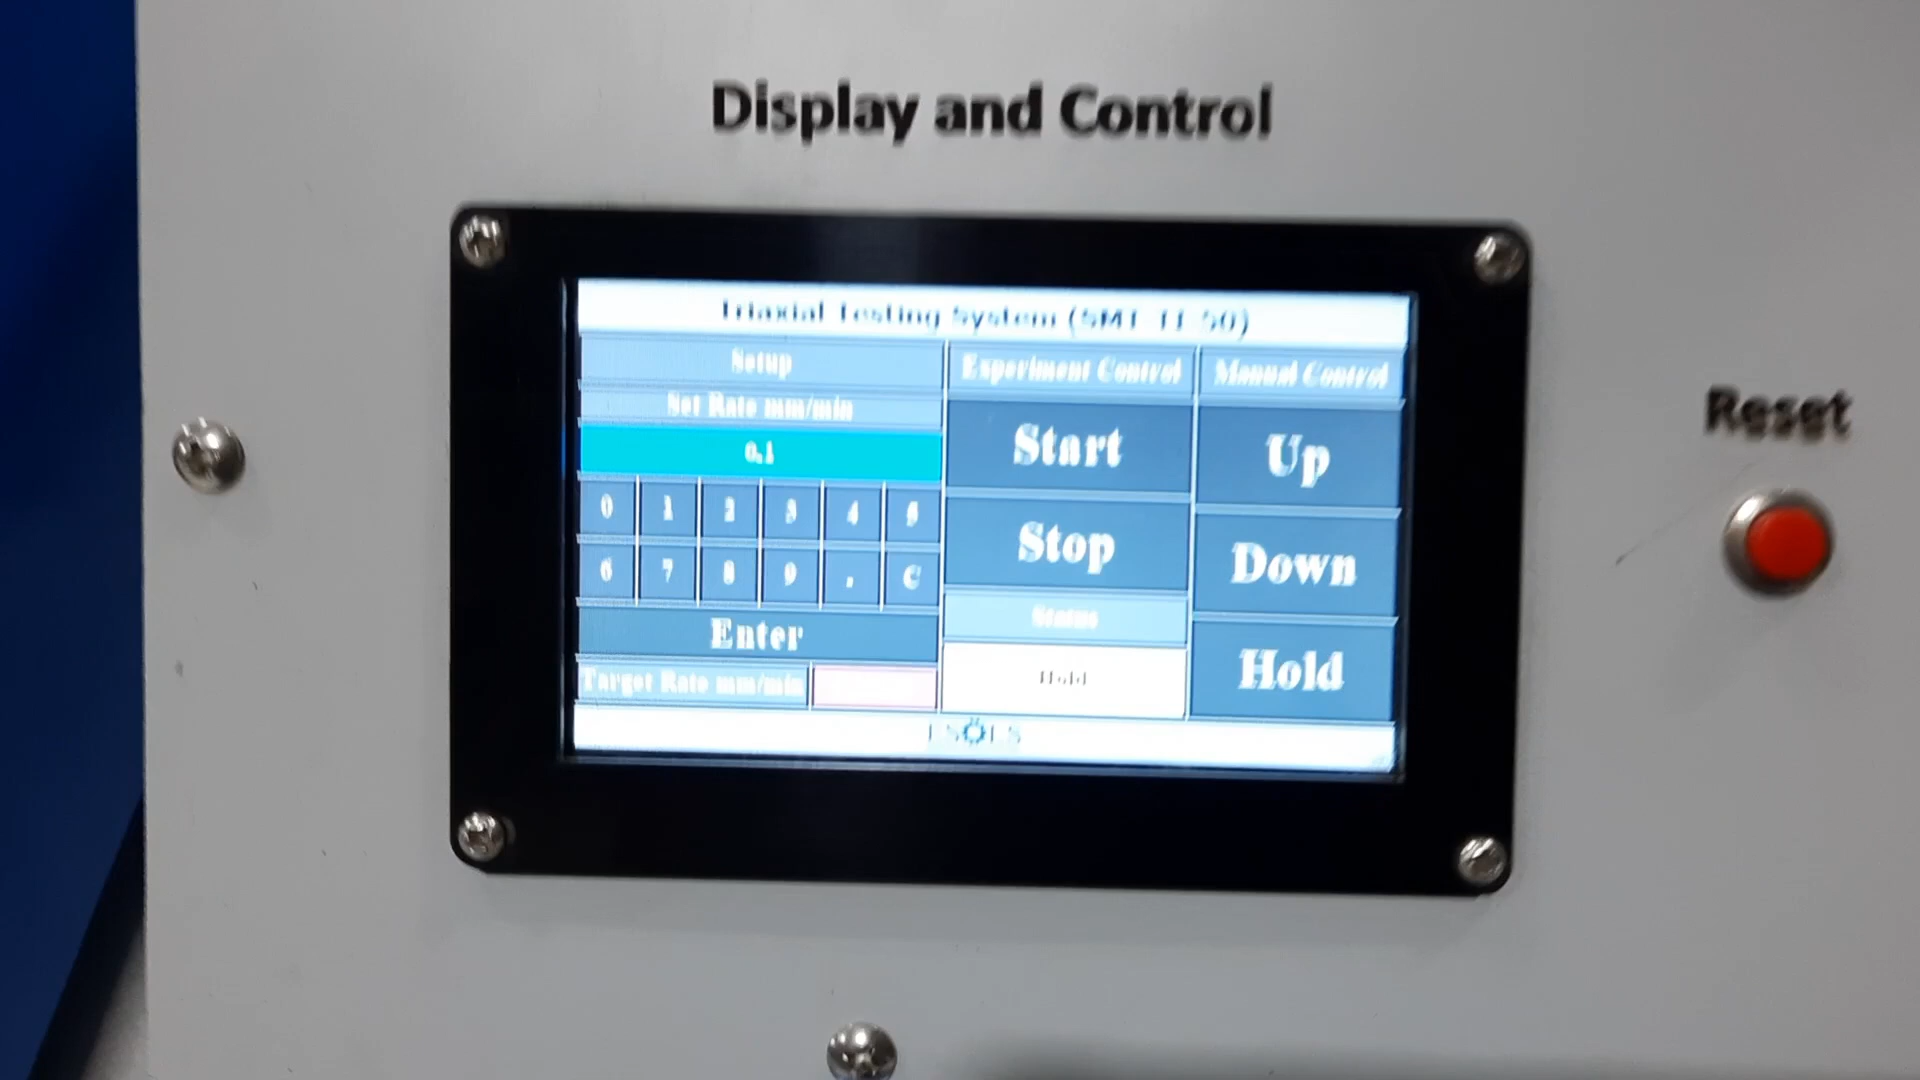 Display and Control
Triaxial Testing System (SMT TT 50)
Setup
Set Rate mm/min
0.1
0 1 2 3 4 5
6 7 8 9 . C
Enter
Target Rate mm/min
Experiment Control
Start
Stop
Status
Hold
Manual Control
Up
Down
Hold
Reset